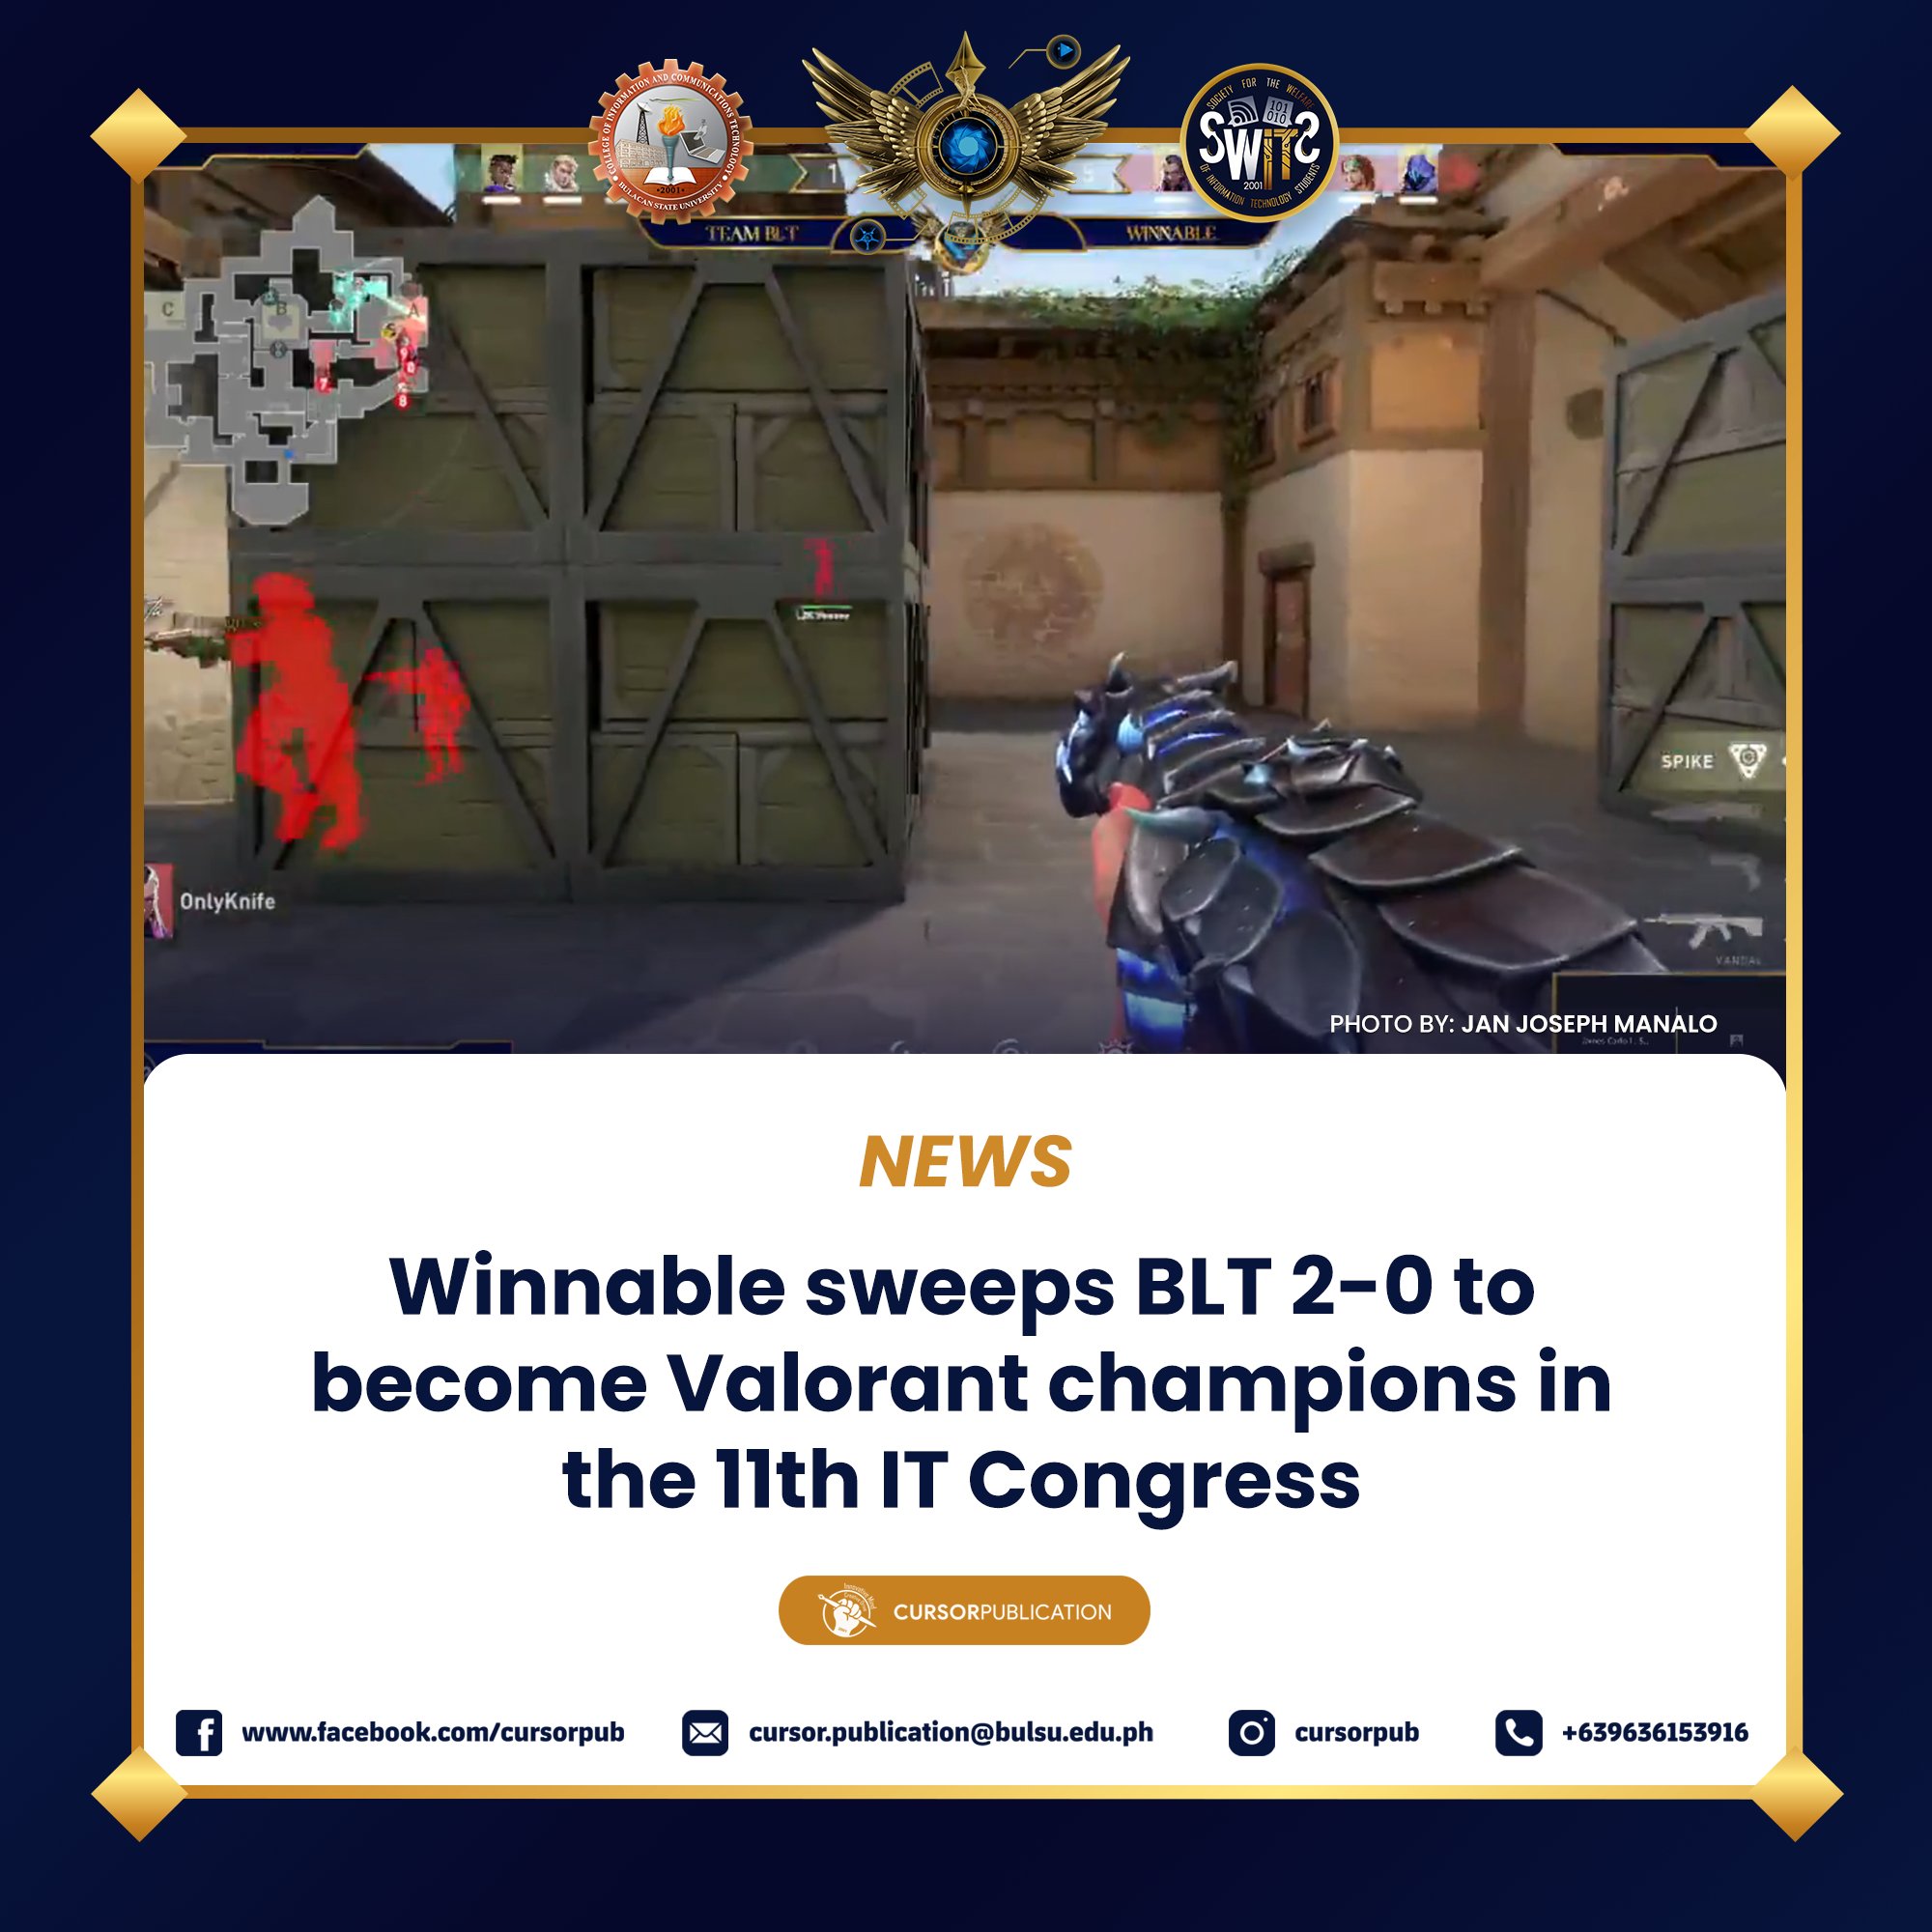 COLLEGE OF INFORMATION AND COMMUNICATIONS TECHNOLOGY
•2001•
BULACAN STATE UNIVERSITY
SOCIETY FOR THE WELFARE
101
010
SWITS
2001
OF INFORMATION TECHNOLOGY STUDENTS
TEAM BLT
WINNABLE
C
B
A
7
8
SPIKE
OnlyKnife
VANDAL
PHOTO BY: JAN JOSEPH MANALO
NEWS
Winnable sweeps BLT 2-0 to
become Valorant champions in
the 11th IT Congress
CURSORPUBLICATION
www.facebook.com/cursorpub
cursor.publication@bulsu.edu.ph
cursorpub
+639636153916